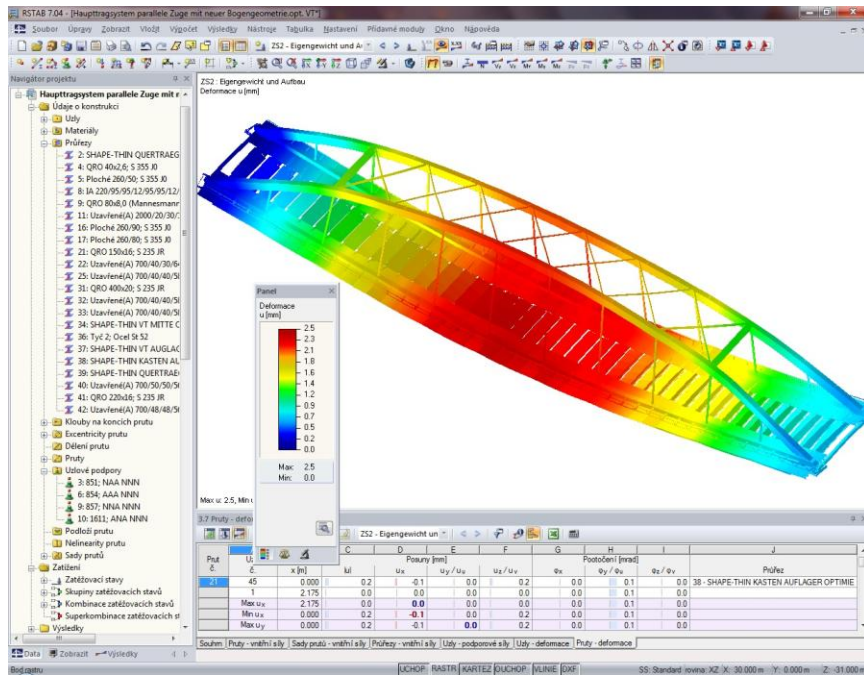 RSTAB 7.04 - [Haupttragsystem parallele Zuge mit neuer Bogengeometrie.opt. VT*]
Soubor Úpravy Zobrazit Vložit Výpočet Výsledky Nástroje Tabulka Nastavení Přídavné moduly Okno Nápověda
ZS2 - Eigengewicht und A
Navigátor projektu
Haupttragsystem parallele Zuge mit r
Údaje o konstrukci
Uzly
Materiály
Průřezy
2: SHAPE-THIN QUERTRAEG
4: QRO 40x2,6; S 355 J0
5: Ploché 260/50; S 355 J0
8: IA 220/95/95/12/95/95/12/
9: QRO 80x8,0 (Mannesmann
11: Uzavřené(A) 2000/20/30/
16: Ploché 260/90; S 355 J0
17: Ploché 260/80; S 355 J0
21: QRO 150x16; S 235 JR
22: Uzavřené(A) 700/40/30/6
25: Uzavřené(A) 700/40/40/5
31: QRO 400x20; S 235 JR
32: Uzavřené(A) 700/40/40/5
33: Uzavřené(A) 700/40/40/5
34: SHAPE-THIN VT MITTE C
36: Tyč 2; Ocel St 52
37: SHAPE-THIN VT AUGLAC
38: SHAPE-THIN KASTEN AL
39: SHAPE-THIN QUERTRAE
40: Uzavřené(A) 700/50/50/5
41: QRO 220x16; S 235 JR
42: Uzavřené(A) 700/48/48/5
Klouby na koncích prutu
Excentricity prutu
Dělení prutu
Pruty
Uzlové podpory
3: 851; NAA NNN
6: 854; AAA NNN
9: 857; NNA NNN
10: 1611; ANA NNN
Podloží prutu
Nelinearity prutu
Sady prutů
Zatížení
Zatěžovací stavy
Skupiny zatěžovacích stavů
Kombinace zatěžovacích stavů
Superkombinace zatěžovacích st
Výsledky
Data Zobrazit Výsledky
ZS2 : Eigengewicht und Aufbau
Deformace u [mm]
Panel
Deformace
u [mm]
2.5
2.3
2.1
1.8
1.6
1.4
1.2
0.9
0.7
0.5
0.2
0.0
Max: 2.5
Min: 0.0
Max u: 2.5, Min u
3.7 Pruty - defo
ZS2 - Eigengewicht un
C D E F G H I J
Prut Uz Posuny [mm] Pootočení [mrad]
č. č. x [m] |u| ux uy / uu uz / uv φx φy / φu φz / φv Průřez
21 45 0.000 0.2 -0.1 0.0 0.2 0.0 0.1 0.0 38 - SHAPE-THIN KASTEN AUFLAGER OPTIMIE
1 2.175 0.0 0.0 0.0 0.0 0.0 0.1 0.0
Max ux 2.175 0.0 0.0 0.0 0.0 0.0 0.1 0.0
Min ux 0.000 0.2 -0.1 0.0 0.2 0.0 0.1 0.0
Max uy 0.000 0.2 -0.1 0.0 0.2 0.0 0.1 0.0
Souhrn Pruty - vnitřní síly Sady prutů - vnitřní síly Průřezy - vnitřní síly Uzly - podporové síly Uzly - deformace Pruty - deformace
Bod rastru UCHOP RASTR KARTEZ OUCHOP VLINIE DXF SS: Standard rovina: XZ X: 30.000 m Y: 0.000 m Z: -31.000 m